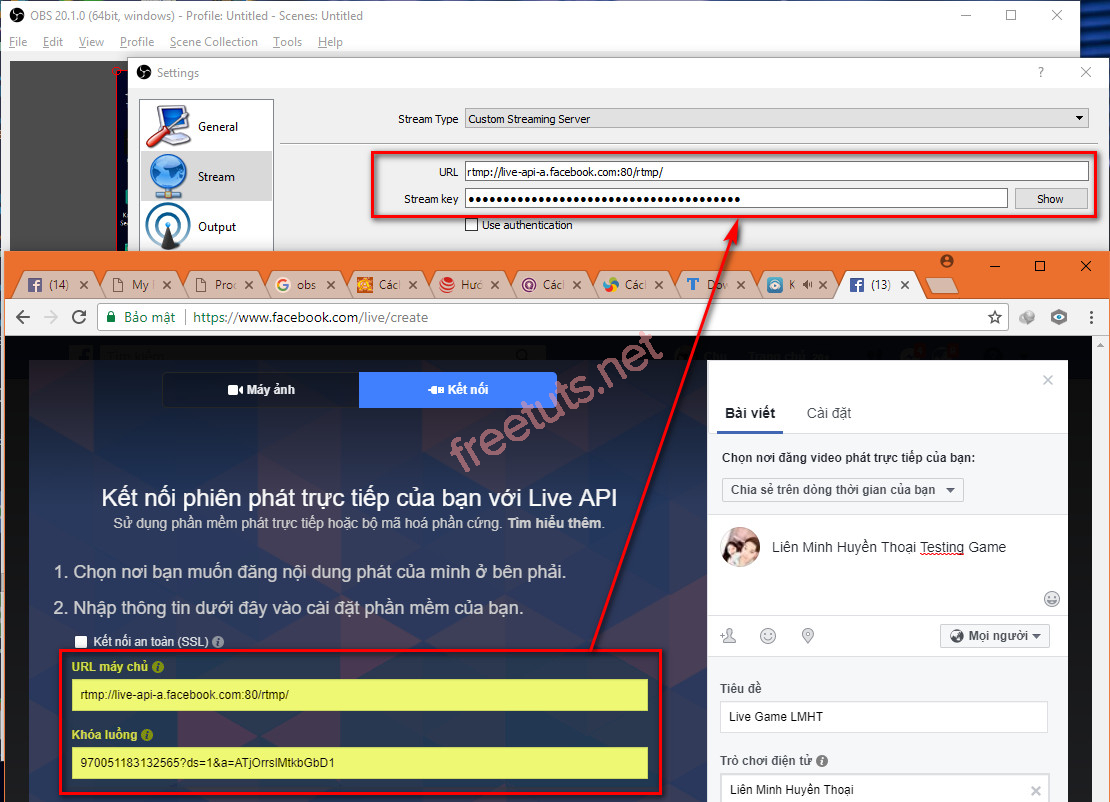 OBS 20.1.0 (64bit, windows) - Profile: Untitled - Scenes: Untitled
File Edit View Profile Scene Collection Tools Help
Settings
General
Stream
Output
Stream Type Custom Streaming Server
URL rtmp://live-api-a.facebook.com:80/rtmp/
Stream key Show
Use authentication
(14) My Proc obs Cách Hướ Cách Cách Dow K (13)
Bảo mật https://www.facebook.com/live/create
Máy ảnh Kết nối
freetuts.net
Kết nối phiên phát trực tiếp của bạn với Live API
Sử dụng phần mềm phát trực tiếp hoặc bộ mã hoá phần cứng. Tìm hiểu thêm.
1. Chọn nơi bạn muốn đăng nội dung phát của mình ở bên phải.
2. Nhập thông tin dưới đây vào cài đặt phần mềm của bạn.
Kết nối an toàn (SSL)
URL máy chủ
rtmp://live-api-a.facebook.com:80/rtmp/
Khóa luồng
970051183132565?ds=1&a=ATjOrrslMtkbGbD1
Bài viết Cài đặt
Chọn nơi đăng video phát trực tiếp của bạn:
Chia sẻ trên dòng thời gian của bạn
Liên Minh Huyền Thoại Testing Game
Mọi người
Tiêu đề
Live Game LMHT
Trò chơi điện tử
Liên Minh Huyền Thoại